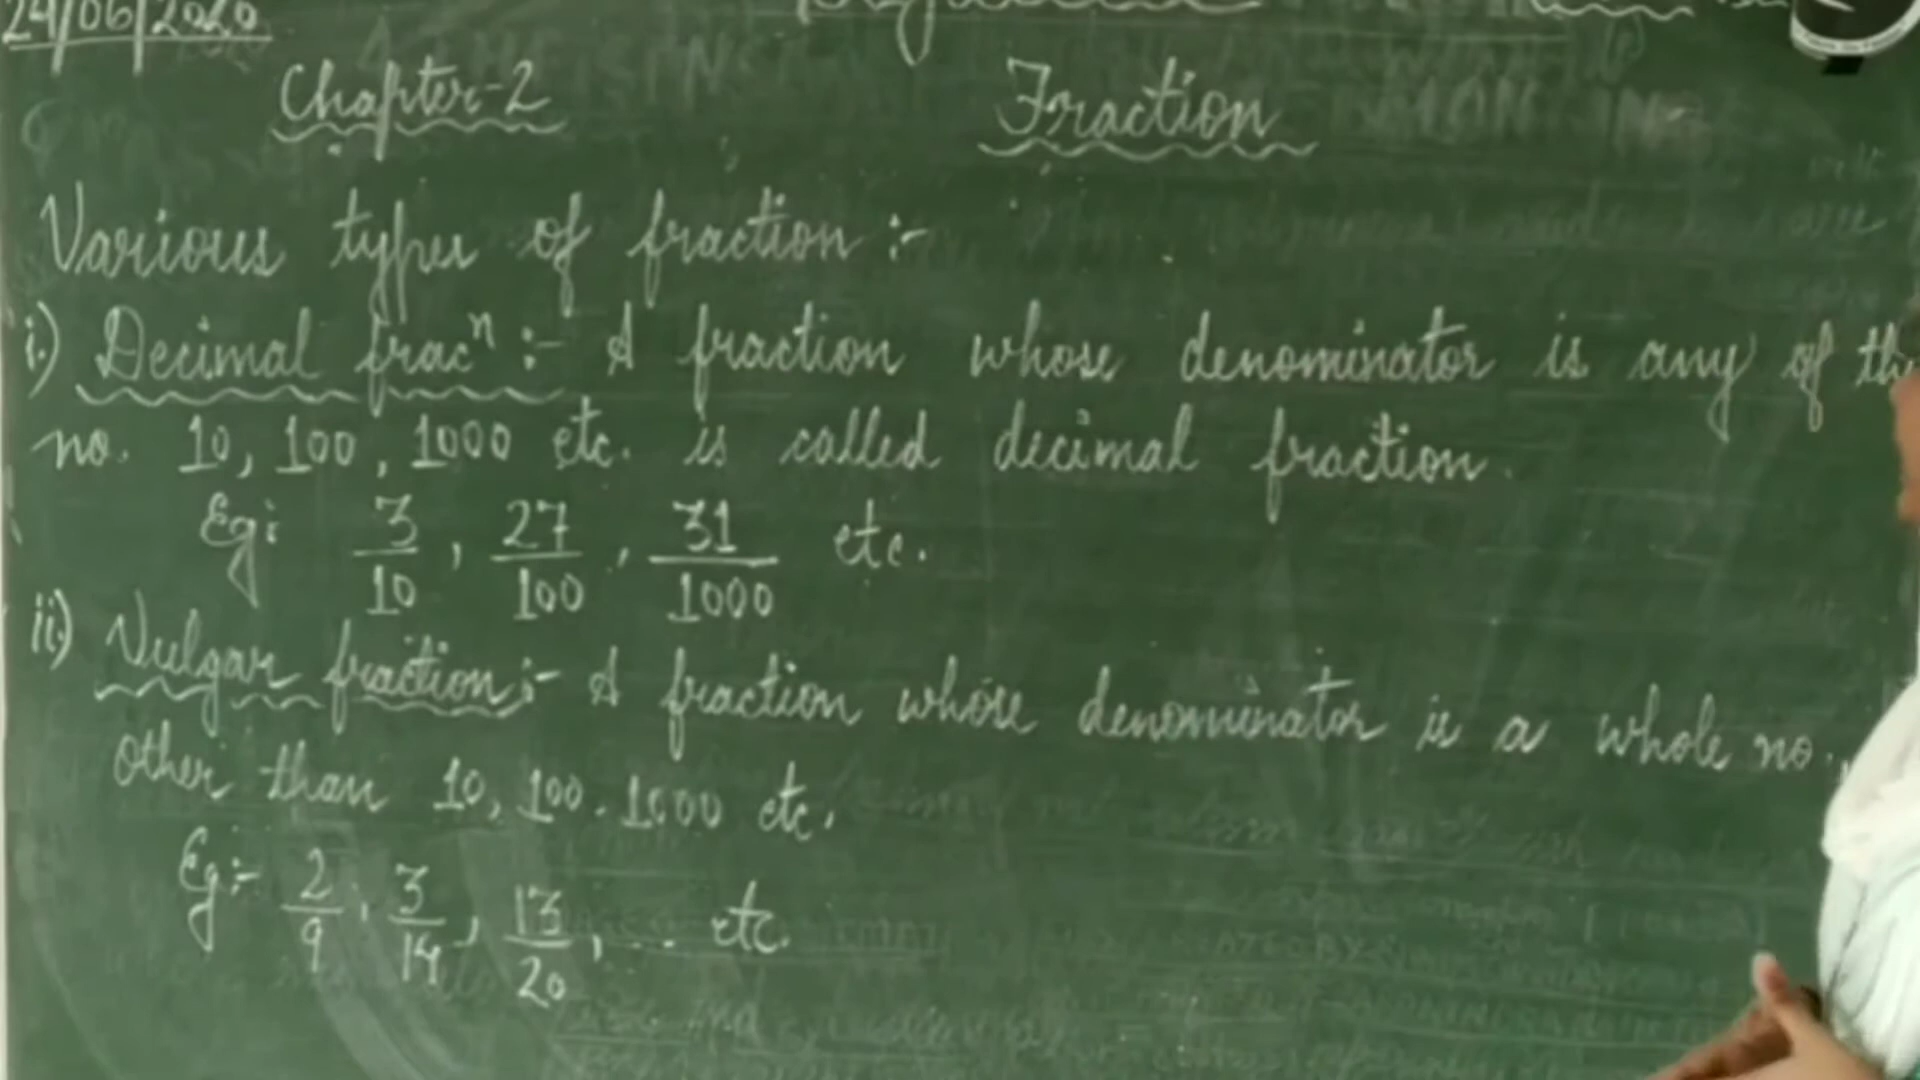 24/06/2020
Chapter-2 Fraction
Various types of fraction :-
i.) Decimal fracⁿ :- A fraction whose denominator is any of the
no. 10, 100, 1000 etc. is called decimal fraction.
Eg: 3/10, 27/100, 31/1000 etc.
ii.) Vulgar fraction :- A fraction whose denominator is a whole no.,
other than 10, 100, 1000 etc.
Eg:- 2/9, 3/14, 13/20, ... etc.